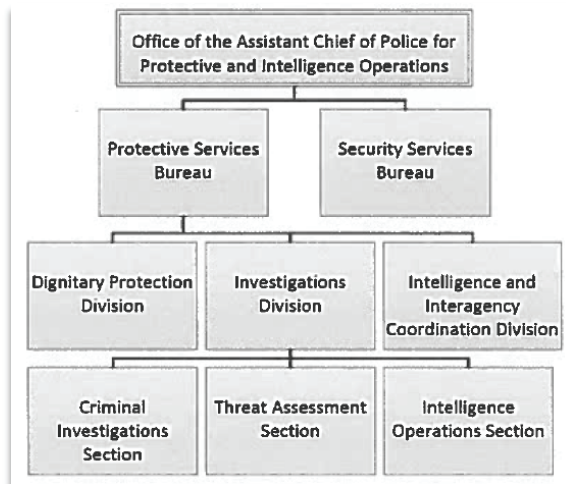 Office of the Assistant Chief of Police for
Protective and Intelligence Operations
Protective Services
Bureau
Security Services
Bureau
Dignitary Protection
Division
Investigations
Division
Intelligence and
Interagency
Coordination Division
Criminal
Investigations
Section
Threat Assessment
Section
Intelligence
Operations Section